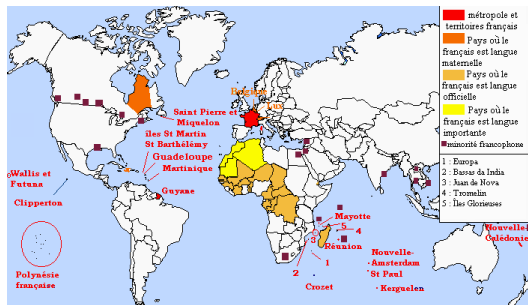 métropole et
territoires français
Pays où le
français est langue
maternelle
Pays où le
français est langue
officielle
Pays où le
français est langue
importante
minorité francophone
1 : Europa
2 : Bassas da India
3 : Juan de Nova
4 : Tromelin
5 : Îles Glorieuses
Belgique
Lux
Saint Pierre et
Miquelon
îles St Martin
St Barthélémy
Guadeloupe
Martinique
Guyane
Wallis et
Futuna
Clipperton
Polynésie
française
Mayotte
5
4
3
Réunion
2
1
Nouvelle-
Amsterdam
St Paul
Kerguelen
Crozet
Nouvelle-
Calédonie